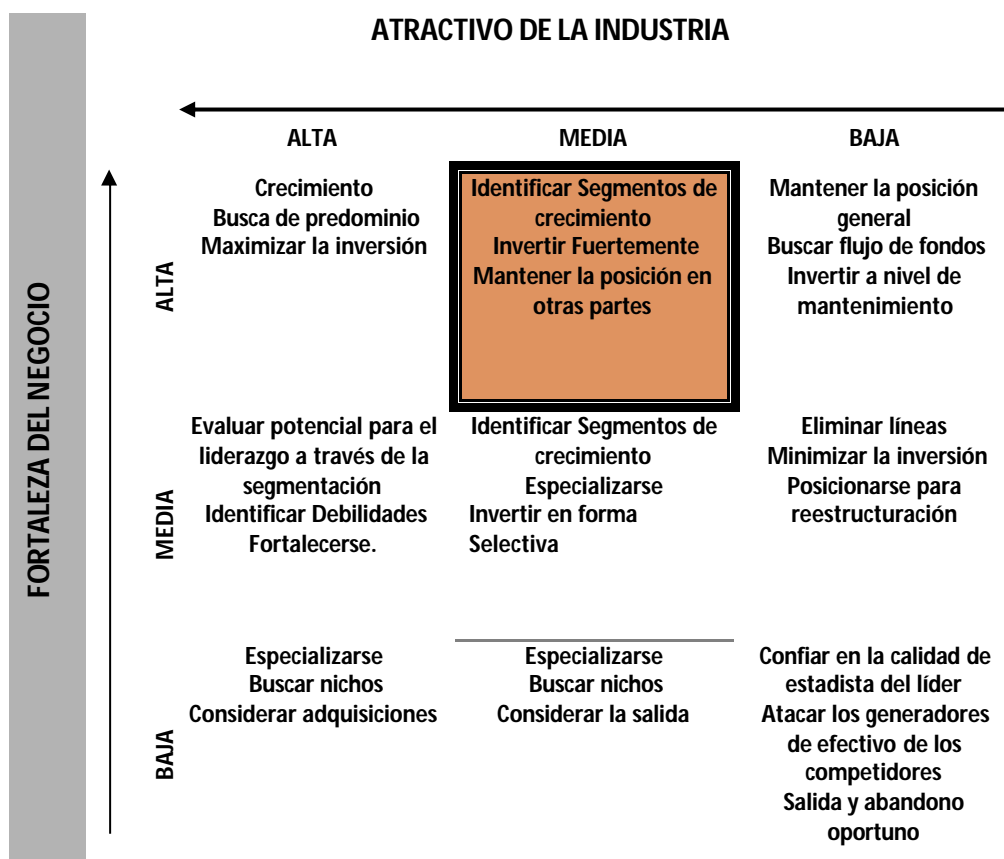 ATRACTIVO DE LA INDUSTRIA
ALTA
MEDIA
BAJA
FORTALEZA DEL NEGOCIO
ALTA
Crecimiento
Busca de predominio
Maximizar la inversión
Identificar Segmentos de
crecimiento
Invertir Fuertemente
Mantener la posición en
otras partes
Mantener la posición
general
Buscar flujo de fondos
Invertir a nivel de
mantenimiento
MEDIA
Evaluar potencial para el
liderazgo a través de la
segmentación
Identificar Debilidades
Fortalecerse.
Identificar Segmentos de
crecimiento
Especializarse
Invertir en forma
Selectiva
Eliminar líneas
Minimizar la inversión
Posicionarse para
reestructuración
BAJA
Especializarse
Buscar nichos
Considerar adquisiciones
Especializarse
Buscar nichos
Considerar la salida
Confiar en la calidad de
estadista del líder
Atacar los generadores
de efectivo de los
competidores
Salida y abandono
oportuno